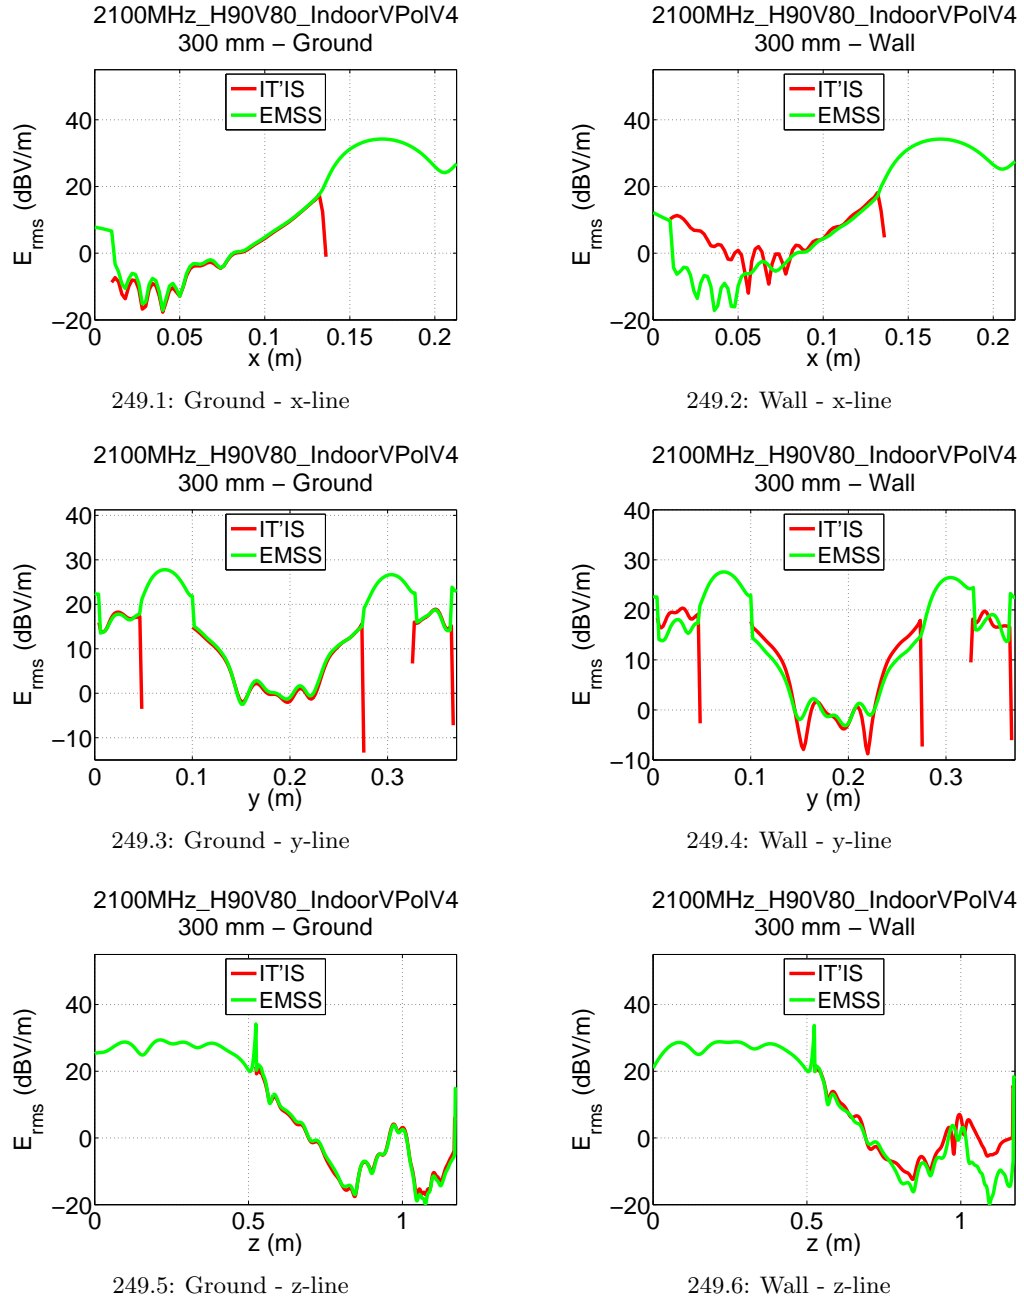 2100MHz_H90V80_IndoorVPolV4
300 mm – Ground
IT'IS
EMSS
E_rms (dBV/m)
40
20
0
−20
0
0.05
0.1
0.15
0.2
x (m)
249.1: Ground - x-line
2100MHz_H90V80_IndoorVPolV4
300 mm – Wall
IT'IS
EMSS
E_rms (dBV/m)
40
20
0
−20
0
0.05
0.1
0.15
0.2
x (m)
249.2: Wall - x-line
2100MHz_H90V80_IndoorVPolV4
300 mm – Ground
IT'IS
EMSS
E_rms (dBV/m)
40
30
20
10
0
−10
0
0.1
0.2
0.3
y (m)
249.3: Ground - y-line
2100MHz_H90V80_IndoorVPolV4
300 mm – Wall
IT'IS
EMSS
E_rms (dBV/m)
40
30
20
10
0
−10
0
0.1
0.2
0.3
y (m)
249.4: Wall - y-line
2100MHz_H90V80_IndoorVPolV4
300 mm – Ground
IT'IS
EMSS
E_rms (dBV/m)
40
20
0
−20
0
0.5
1
z (m)
249.5: Ground - z-line
2100MHz_H90V80_IndoorVPolV4
300 mm – Wall
IT'IS
EMSS
E_rms (dBV/m)
40
20
0
−20
0
0.5
1
z (m)
249.6: Wall - z-line